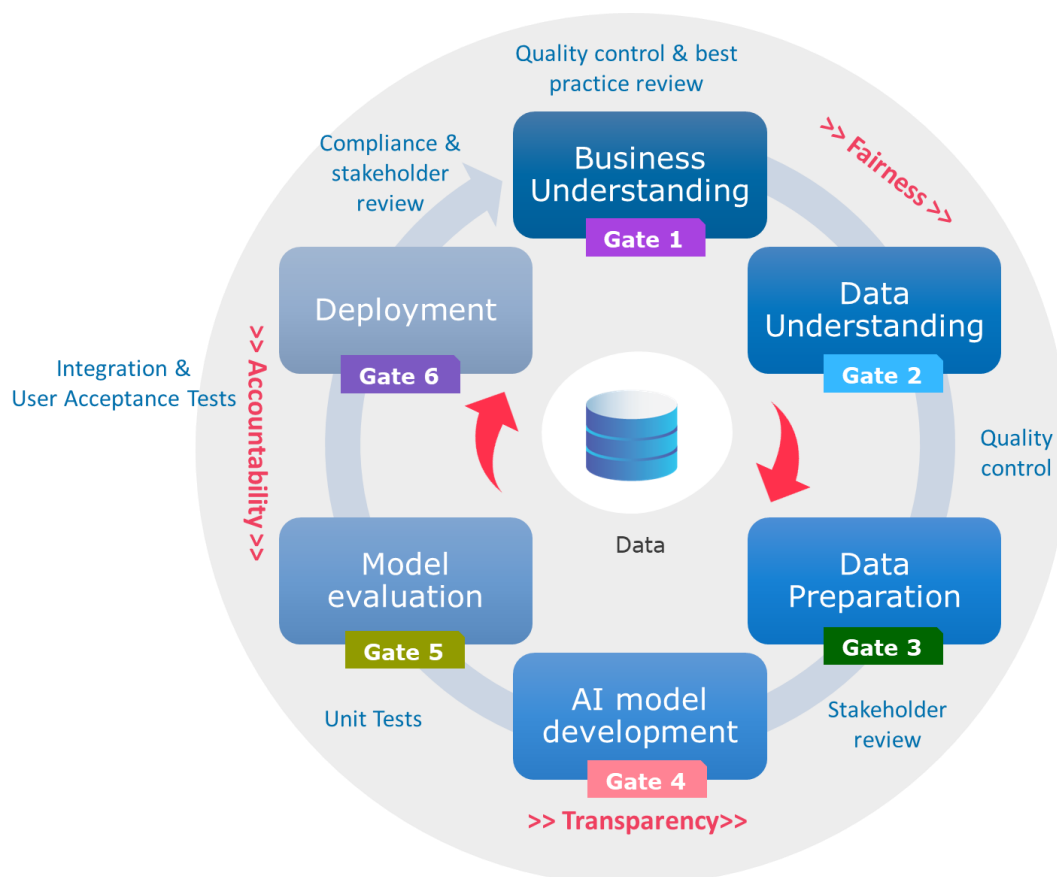 Quality control & best
practice review
Business
Understanding
Gate 1
>> Fairness >>
Data
Understanding
Gate 2
Quality
control
Data
Preparation
Gate 3
Stakeholder
review
AI model
development
Gate 4
>> Transparency>>
Unit Tests
Model
evaluation
Gate 5
>> Accountability >>
Integration &
User Acceptance Tests
Deployment
Gate 6
Compliance &
stakeholder
review
Data